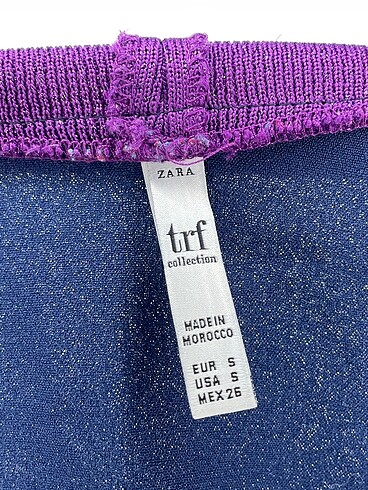 ZARA
trf
collection
MADE IN
MOROCCO
EUR S
USA S
MEX 26